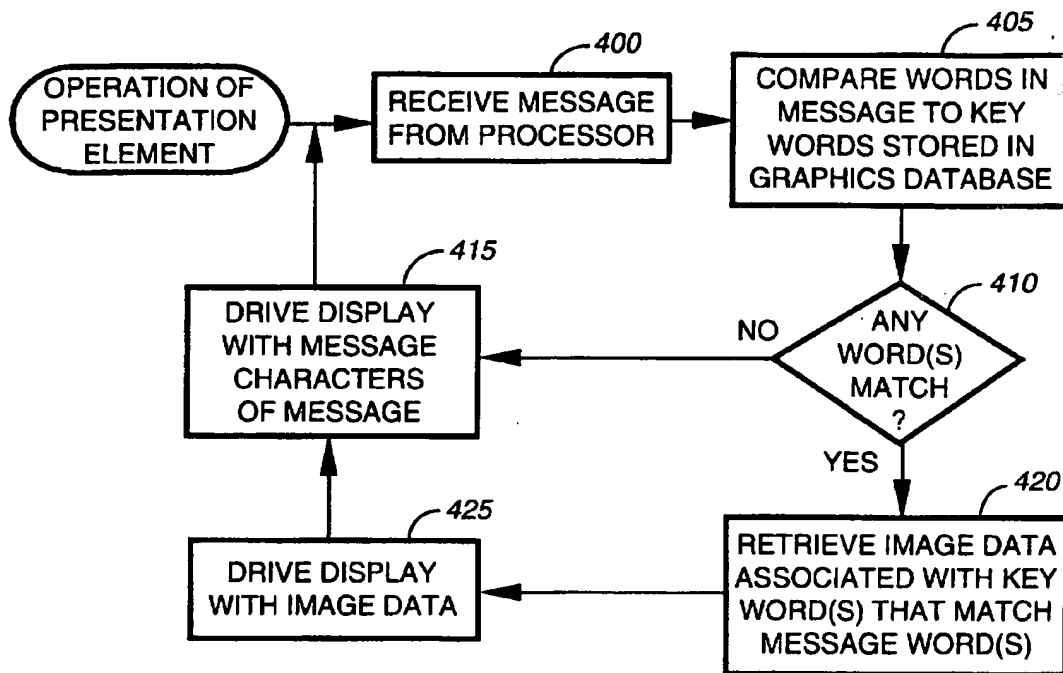 OPERATION OF
PRESENTATION
ELEMENT
400
RECEIVE MESSAGE
FROM PROCESSOR
405
COMPARE WORDS IN
MESSAGE TO KEY
WORDS STORED IN
GRAPHICS DATABASE
410
ANY
WORD(S)
MATCH
?
NO
YES
415
DRIVE DISPLAY
WITH MESSAGE
CHARACTERS
OF MESSAGE
420
RETRIEVE IMAGE DATA
ASSOCIATED WITH KEY
WORD(S) THAT MATCH
MESSAGE WORD(S)
425
DRIVE DISPLAY
WITH IMAGE DATA